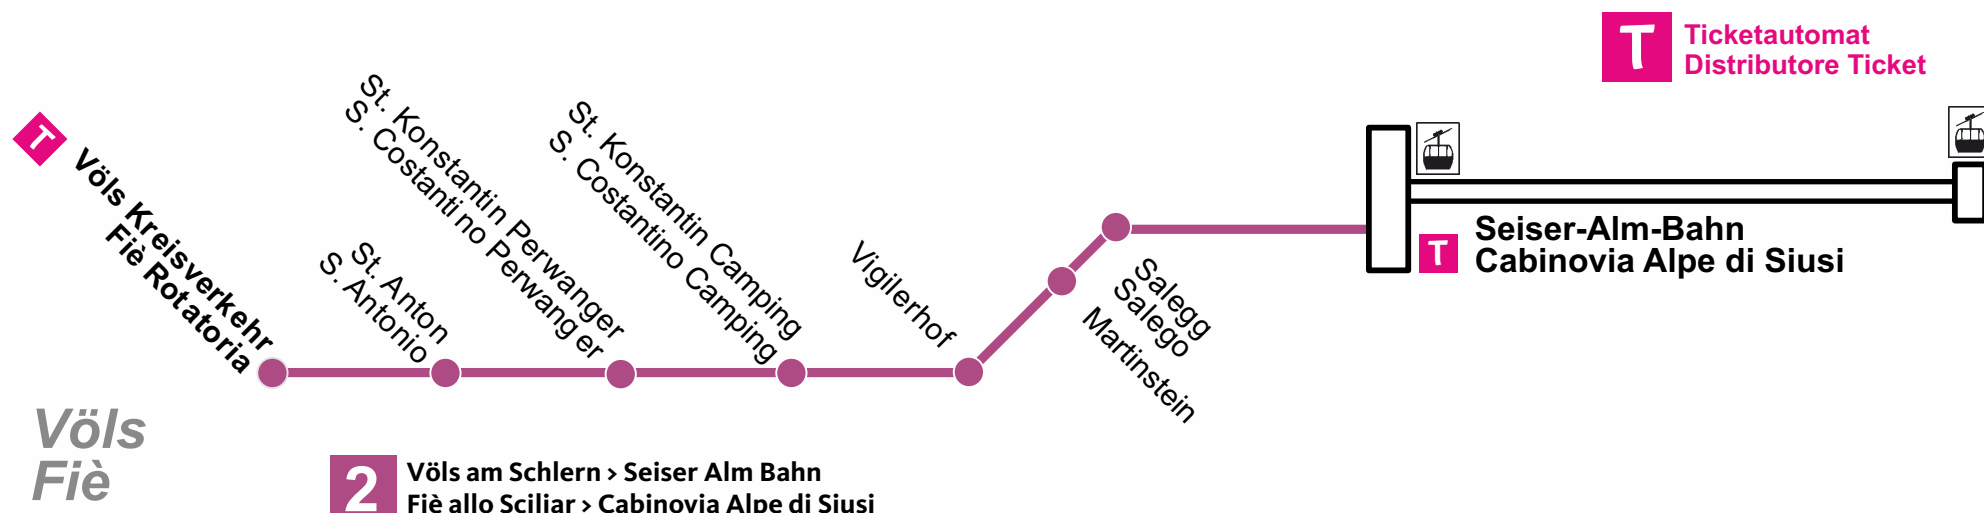 T
Ticketautomat
Distributore Ticket
T
Völs Kreisverkehr
Fiè Rotatoria
St. Anton
S. Antonio
St. Konstantin Perwanger
S. Costantino Perwanger
St. Konstantin Camping
S. Costantino Camping
Vigilerhof
Martinstein
Salegg
Salego
T
Seiser-Alm-Bahn
Cabinovia Alpe di Siusi
Völs
Fiè
2
Völs am Schlern > Seiser Alm Bahn
Fiè allo Sciliar > Cabinovia Alpe di Siusi